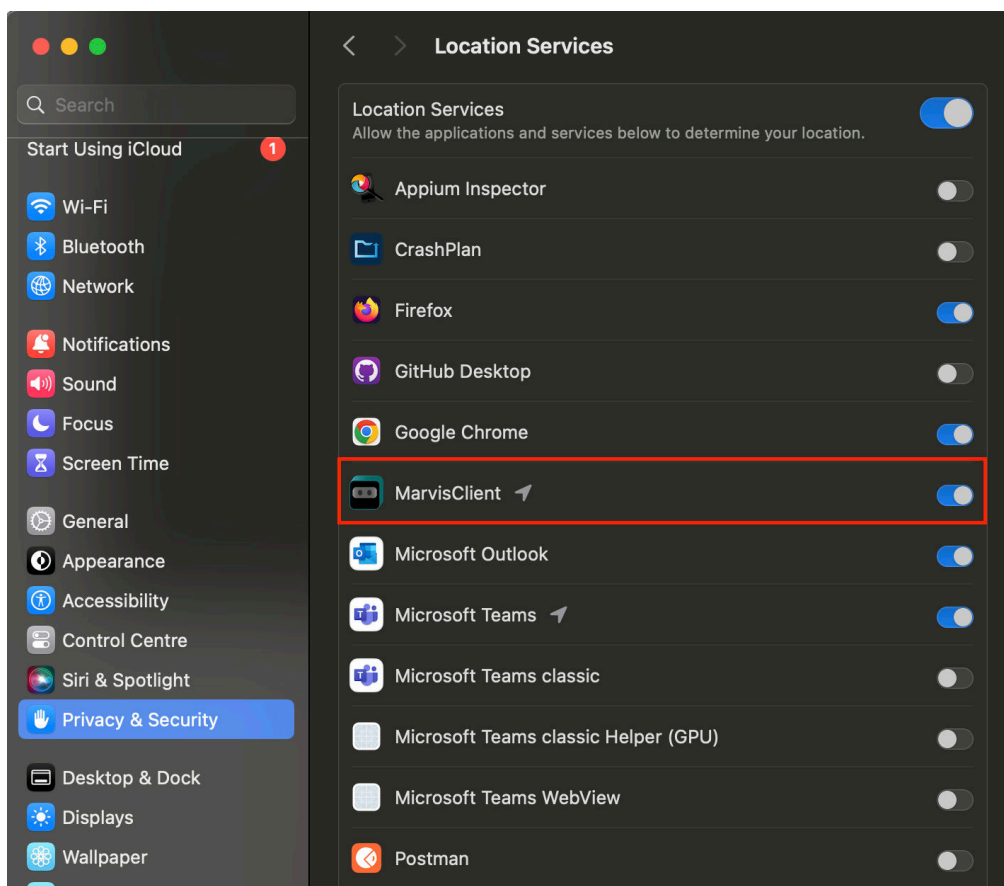 Search
Start Using iCloud 1
Wi-Fi
Bluetooth
Network
Notifications
Sound
Focus
Screen Time
General
Appearance
Accessibility
Control Centre
Siri & Spotlight
Privacy & Security
Desktop & Dock
Displays
Wallpaper
Location Services
Location Services
Allow the applications and services below to determine your location.
Appium Inspector
CrashPlan
Firefox
GitHub Desktop
Google Chrome
MarvisClient
Microsoft Outlook
Microsoft Teams
Microsoft Teams classic
Microsoft Teams classic Helper (GPU)
Microsoft Teams WebView
Postman